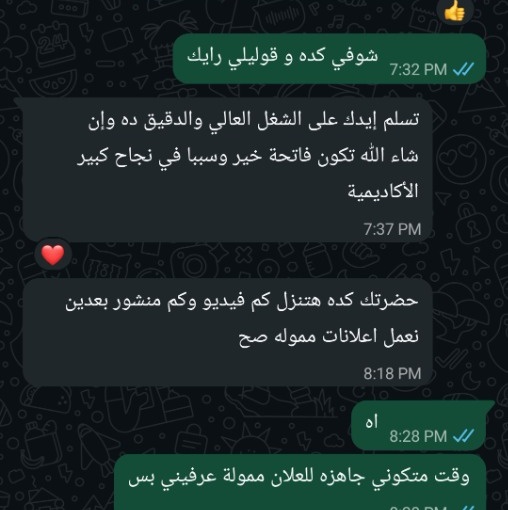 شوفي كده و قوليلي رايك
7:32 PM
تسلم إيدك على الشغل العالي والدقيق ده وإن
شاء الله تكون فاتحة خير وسببا في نجاح كبير
الأكاديمية
7:37 PM
حضرتك كده هتنزل كم فيديو وكم منشور بعدين
نعمل اعلانات مموله صح
8:18 PM
اه
8:28 PM
وقت متكوني جاهزه للعلان ممولة عرفيني بس